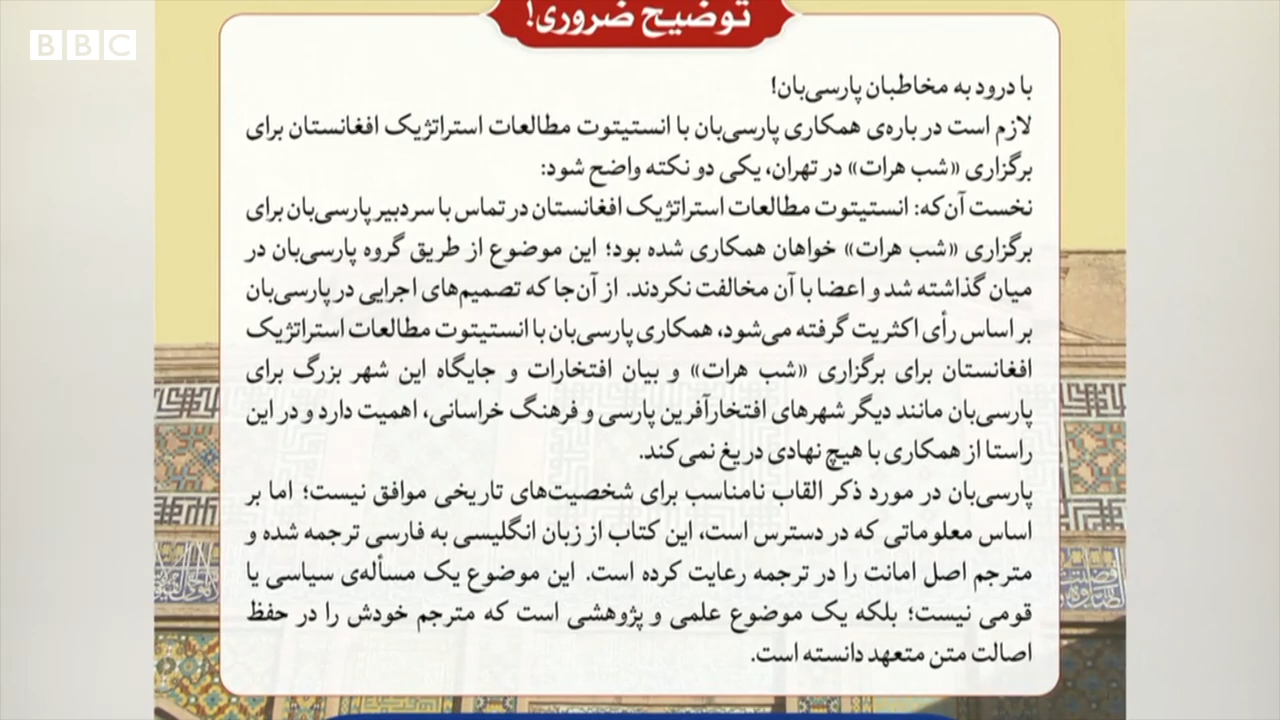 BBC
توضیح ضروری!
با درود به مخاطبان پارسی‌بان!
لازم است در باره‌ی همکاری پارسی‌بان با انستیتوت مطالعات استراتژیک افغانستان برای
برگزاری «شب هرات» در تهران، یکی دو نکته واضح شود:
نخست آن‌که: انستیتوت مطالعات استراتژیک افغانستان در تماس با سردبیر پارسی‌بان برای
برگزاری «شب هرات» خواهان همکاری شده بود؛ این موضوع از طریق گروه پارسی‌بان در
میان گذاشته شد و اعضا با آن مخالفت نکردند. از آن‌جا که تصمیم‌های اجرایی در پارسی‌بان
بر اساس رأی اکثریت گرفته می‌شود، همکاری پارسی‌بان با انستیتوت مطالعات استراتژیک
افغانستان برای برگزاری «شب هرات» و بیان افتخارات و جایگاه این شهر بزرگ برای
پارسی‌بان مانند دیگر شهرهای افتخارآفرین پارسی و فرهنگ خراسانی، اهمیت دارد و در این
راستا از همکاری با هیچ نهادی دریغ نمی‌کند.
پارسی‌بان در مورد ذکر القاب نامناسب برای شخصیت‌های تاریخی موافق نیست؛ اما بر
اساس معلوماتی که در دسترس است، این کتاب از زبان انگلیسی به فارسی ترجمه شده و
مترجم اصل امانت را در ترجمه رعایت کرده است. این موضوع یک مسأله‌ی سیاسی یا
قومی نیست؛ بلکه یک موضوع علمی و پژوهشی است که مترجم خودش را در حفظ
اصالت متن متعهد دانسته است.